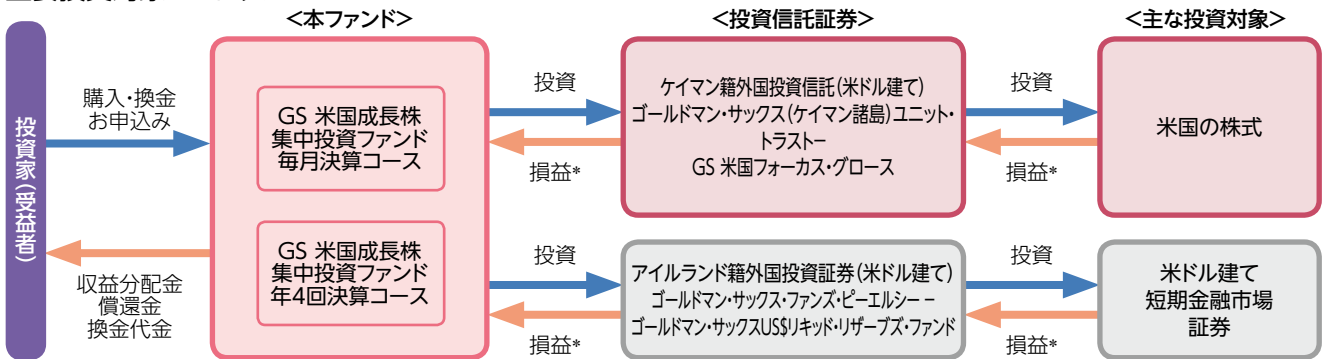 <本ファンド>
<投資信託証券>
<主な投資対象>
投資家(受益者)
購入・換金
お申込み
収益分配金
償還金
換金代金
GS 米国成長株
集中投資ファンド
毎月決算コース
GS 米国成長株
集中投資ファンド
年4回決算コース
投資
損益*
ケイマン籍外国投資信託(米ドル建て)
ゴールドマン・サックス(ケイマン諸島)ユニット・
トラスト−
GS 米国フォーカス・グロース
投資
損益*
米国の株式
投資
損益*
アイルランド籍外国投資証券(米ドル建て)
ゴールドマン・サックス・ファンズ・ピーエルシー −
ゴールドマン・サックスUS$リキッド・リザーブズ・ファンド
投資
損益*
米ドル建て
短期金融市場
証券